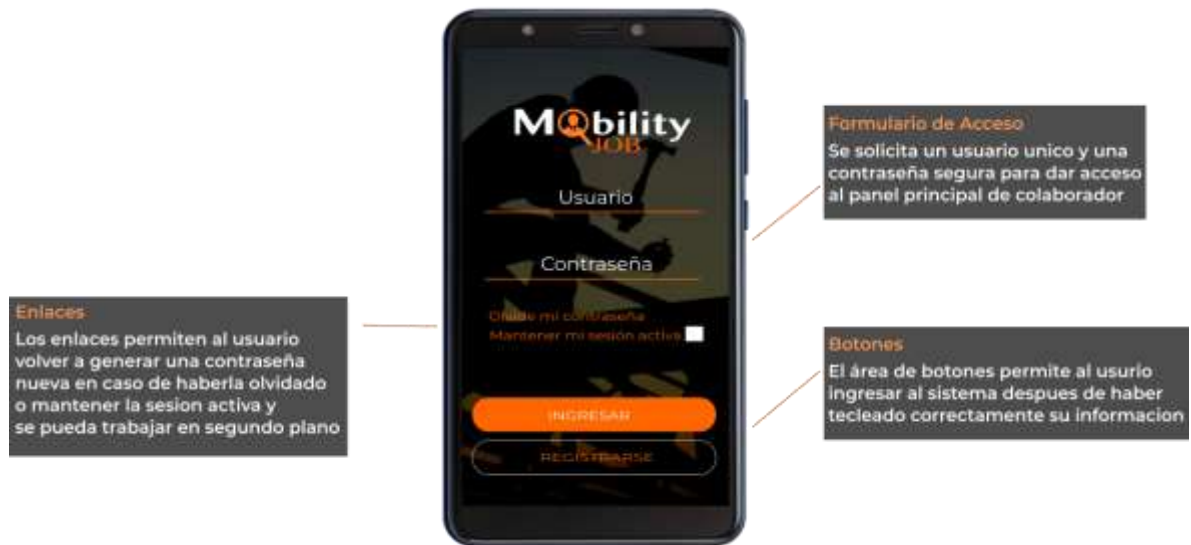 Mobility
JOB
Usuario
Contraseña
Olvide mi contraseña
Mantener mi sesión activa
INGRESAR
REGISTRARSE
Enlaces
Los enlaces permiten al usuario
volver a generar una contraseña
nueva en caso de haberla olvidado
o mantener la sesion activa y
se pueda trabajar en segundo plano
Formulario de Acceso
Se solicita un usuario unico y una
contraseña segura para dar acceso
al panel principal de colaborador
Botones
El área de botones permite al usurio
ingresar al sistema despues de haber
tecleado correctamente su informacion